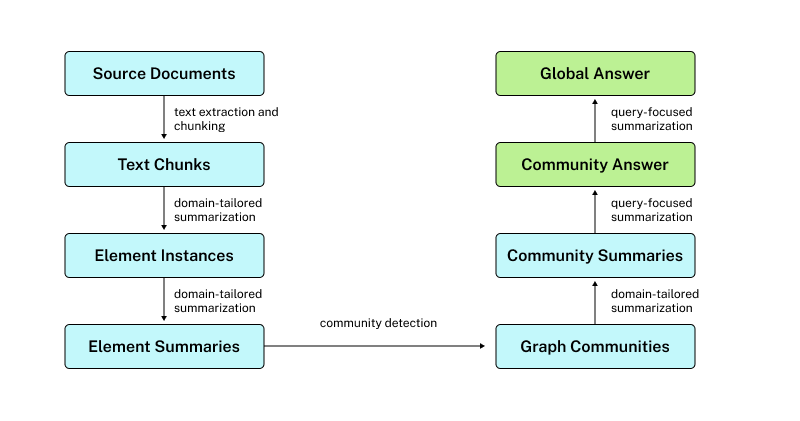 Source Documents
text extraction and
chunking
Text Chunks
domain-tailored
summarization
Element Instances
domain-tailored
summarization
Element Summaries
community detection
Global Answer
query-focused
summarization
Community Answer
query-focused
summarization
Community Summaries
domain-tailored
summarization
Graph Communities